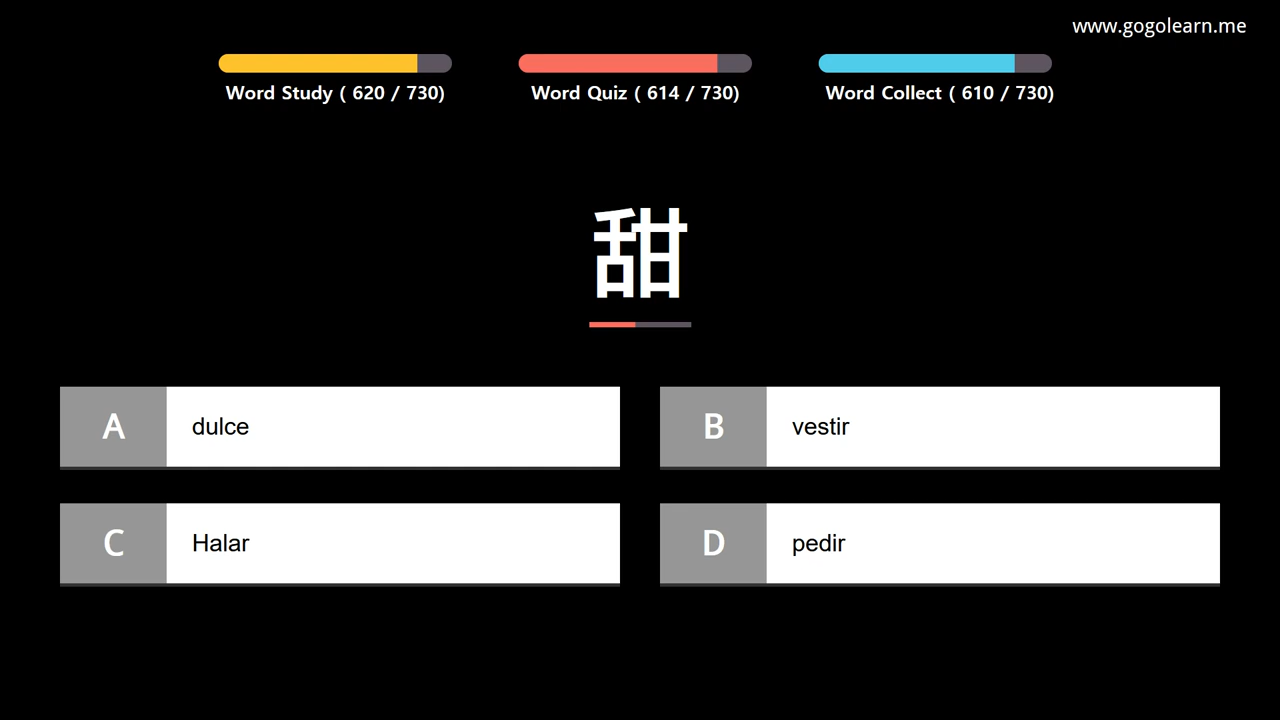 www.gogolearn.me
Word Study ( 620 / 730)
Word Quiz ( 614 / 730)
Word Collect ( 610 / 730)
甜
A dulce
B vestir
C Halar
D pedir